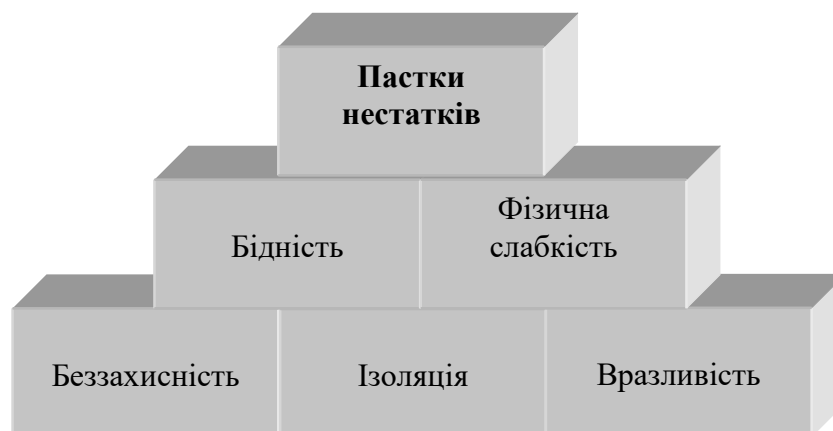 Пастки
нестатків
Бідність
Фізична
слабкість
Беззахисність
Ізоляція
Вразливість